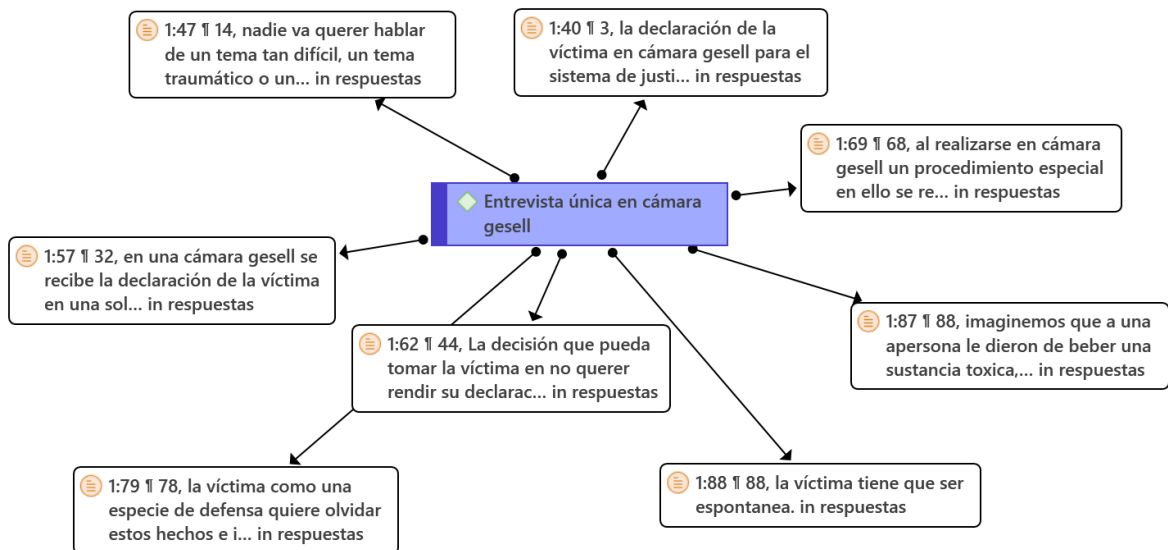 1:47 ¶ 14, nadie va querer hablar
de un tema tan difícil, un tema
traumático o un... in respuestas
1:40 ¶ 3, la declaración de la
víctima en cámara gesell para el
sistema de justi... in respuestas
1:69 ¶ 68, al realizarse en cámara
gesell un procedimiento especial
en ello se re... in respuestas
Entrevista única en cámara
gesell
1:57 ¶ 32, en una cámara gesell se
recibe la declaración de la víctima
en una sol... in respuestas
1:62 ¶ 44, La decisión que pueda
tomar la víctima en no querer
rendir su declarac... in respuestas
1:87 ¶ 88, imaginemos que a una
apersona le dieron de beber una
sustancia toxica,... in respuestas
1:79 ¶ 78, la víctima como una
especie de defensa quiere olvidar
estos hechos e i... in respuestas
1:88 ¶ 88, la víctima tiene que ser
espontanea. in respuestas